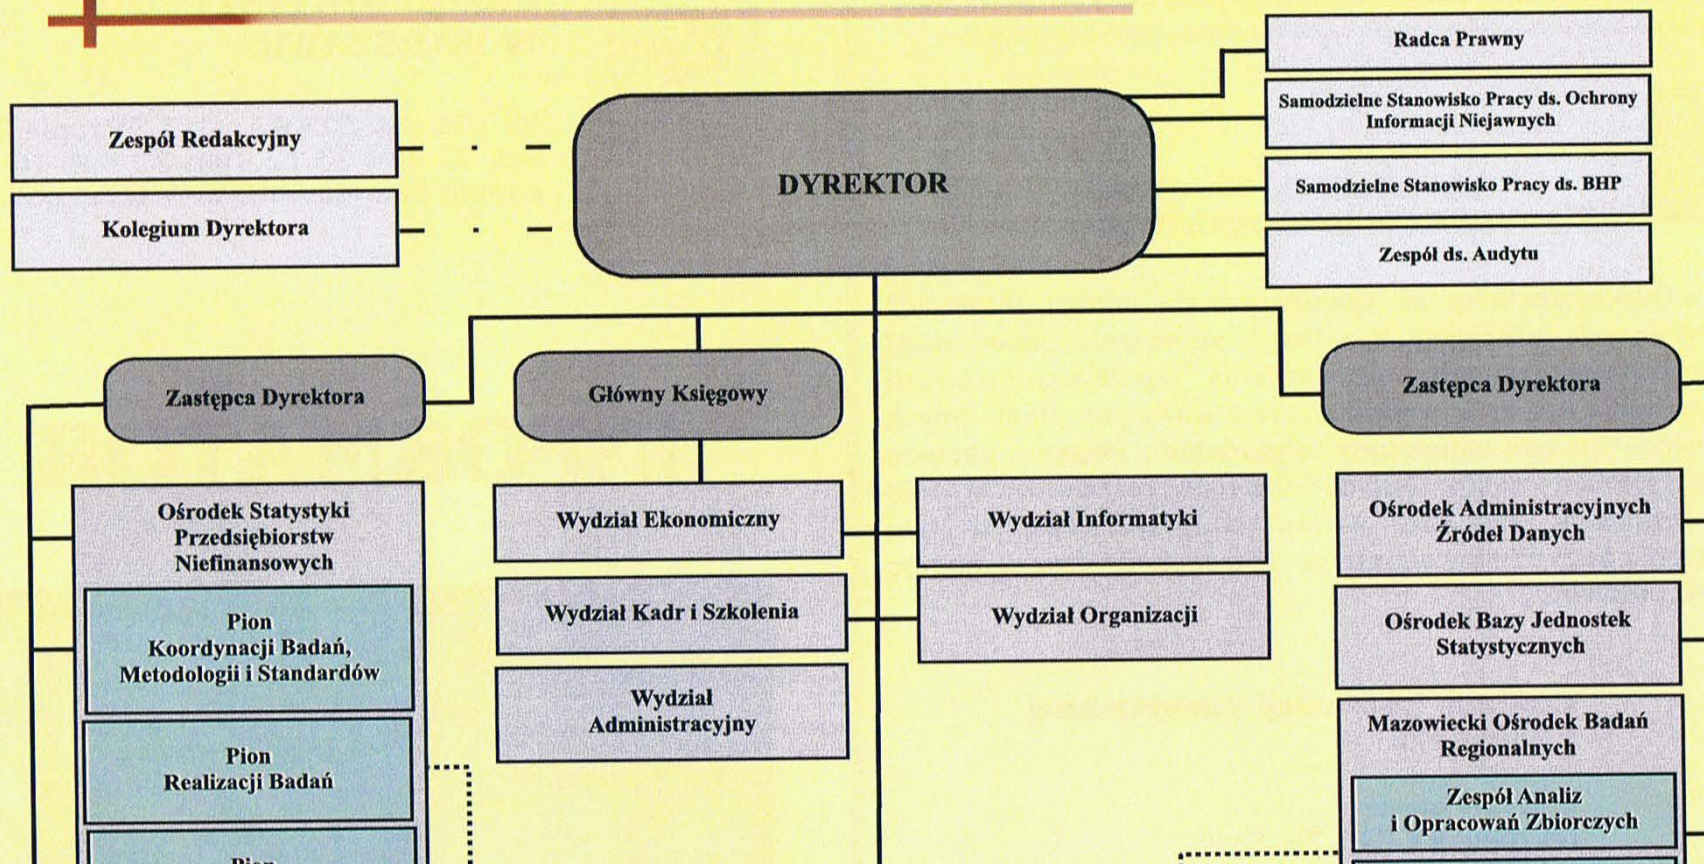 Radca Prawny
Samodzielne Stanowisko Pracy ds. Ochrony
Informacji Niejawnych
Zespół Redakcyjny
DYREKTOR
Samodzielne Stanowisko Pracy ds. BHP
Kolegium Dyrektora
Zespół ds. Audytu
Zastępca Dyrektora
Główny Księgowy
Zastępca Dyrektora
Ośrodek Statystyki
Przedsiębiorstw
Niefinansowych
Wydział Ekonomiczny
Wydział Informatyki
Ośrodek Administracyjnych
Źródeł Danych
Pion
Koordynacji Badań,
Metodologii i Standardów
Wydział Kadr i Szkolenia
Wydział Organizacji
Ośrodek Bazy Jednostek
Statystycznych
Wydział
Administracyjny
Mazowiecki Ośrodek Badań
Regionalnych
Pion
Realizacji Badań
Zespół Analiz
i Opracowań Zbiorczych
Pion